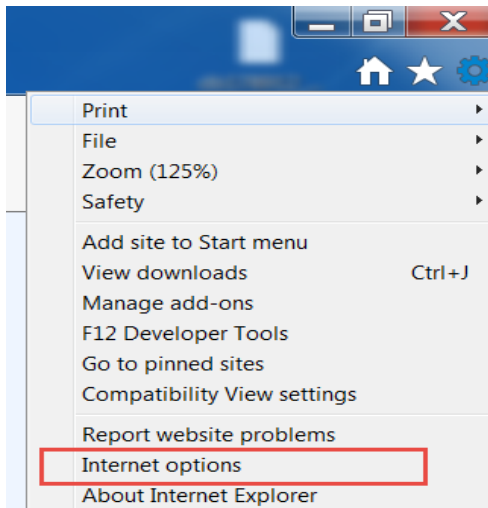 Print
File
Zoom (125%)
Safety
Add site to Start menu
View downloads Ctrl+J
Manage add-ons
F12 Developer Tools
Go to pinned sites
Compatibility View settings
Report website problems
Internet options
About Internet Explorer